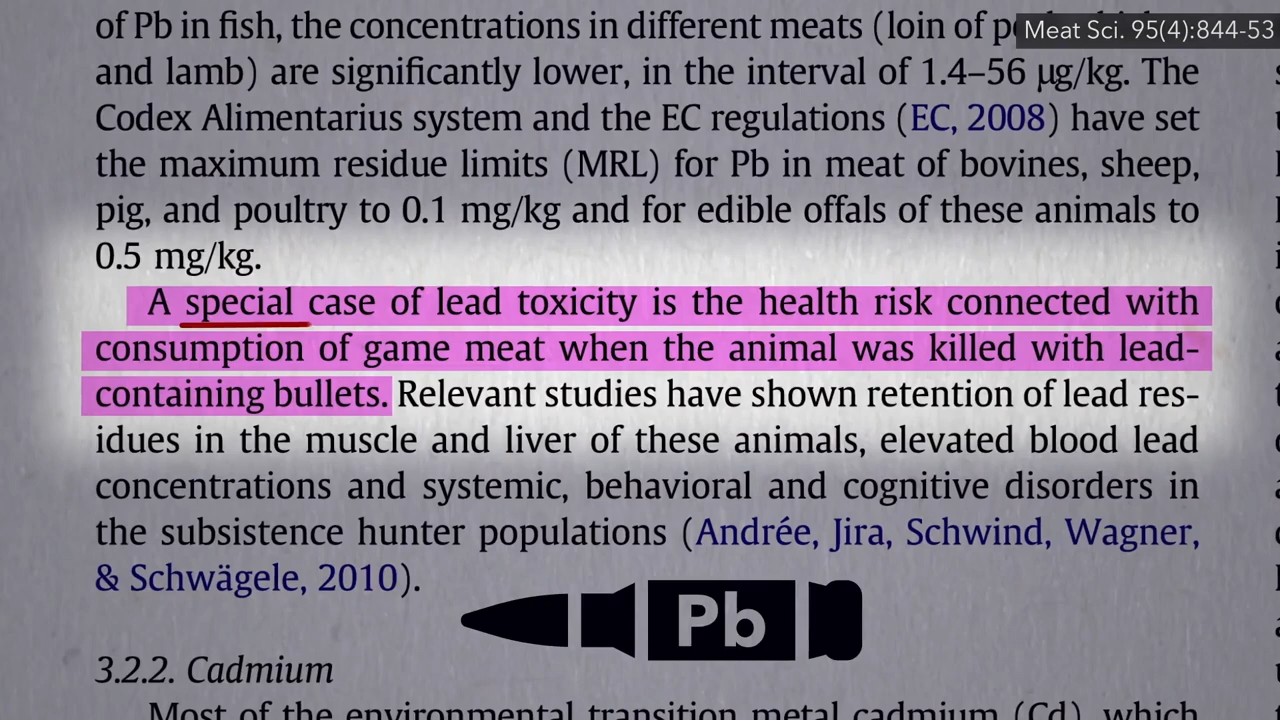 of Pb in fish, the concentrations in different meats (loin of
Meat Sci. 95(4):844-53
and lamb) are significantly lower, in the interval of 1.4–56 μg/kg. The
Codex Alimentarius system and the EC regulations (EC, 2008) have set
the maximum residue limits (MRL) for Pb in meat of bovines, sheep,
pig, and poultry to 0.1 mg/kg and for edible offals of these animals to
0.5 mg/kg.
A special case of lead toxicity is the health risk connected with
consumption of game meat when the animal was killed with lead-
containing bullets. Relevant studies have shown retention of lead res-
idues in the muscle and liver of these animals, elevated blood lead
concentrations and systemic, behavioral and cognitive disorders in
the subsistence hunter populations (Andrée, Jira, Schwind, Wagner,
& Schwägele, 2010).
Pb
3.2.2. Cadmium
Most of the environmental transition metal cadmium (Cd), which